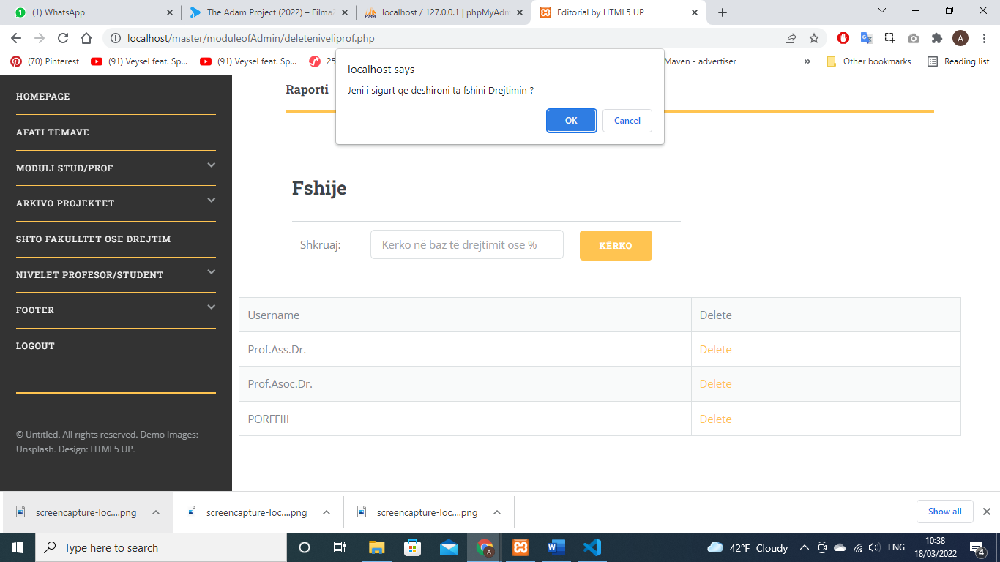 (1) WhatsApp
The Adam Project (2022) – Filma2
localhost / 127.0.0.1 | phpMyAdm
Editorial by HTML5 UP
localhost/master/moduleofAdmin/deleteniveliprof.php
A
(70) Pinterest
(91) Veysel feat. Sp...
(91) Veysel feat. Sp...
25
Maven - advertiser
»
Other bookmarks
Reading list
localhost says
Jeni i sigurt qe deshironi ta fshini Drejtimin ?
OK
Cancel
HOMEPAGE
AFATI TEMAVE
MODULI STUD/PROF
ARKIVO PROJEKTET
SHTO FAKULLTET OSE DREJTIM
NIVELET PROFESOR/STUDENT
FOOTER
LOGOUT
© Untitled. All rights reserved. Demo Images:
Unsplash. Design: HTML5 UP.
Raporti
Fshije
Shkruaj:
Kerko në baz të drejtimit ose %
KËRKO
Username
Delete
Prof.Ass.Dr.
Delete
Prof.Asoc.Dr.
Delete
PORFFIII
Delete
screencapture-loc....png
screencapture-loc....png
screencapture-loc....png
Show all
Type here to search
42°F Cloudy
ENG
10:38
18/03/2022
4